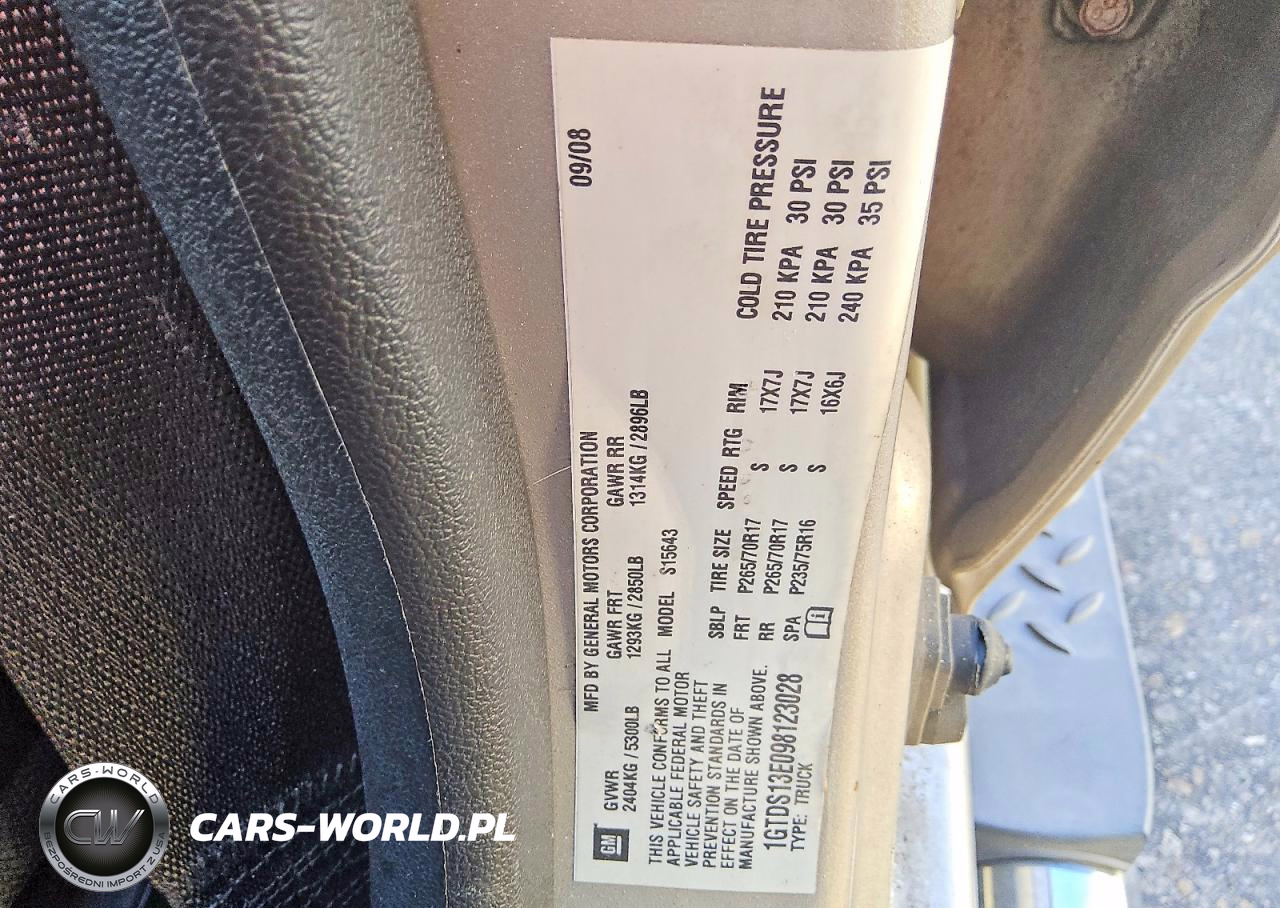 09/08
MFD BY GENERAL MOTORS CORPORATION
GM GVWR GAWR FRT GAWR RR
2404KG / 5300LB 1293KG / 2850LB 1314KG / 2896LB
THIS VEHICLE CONFORMS TO ALL MODEL S15643
APPLICABLE FEDERAL MOTOR
VEHICLE SAFETY AND THEFT
PREVENTION STANDARDS IN
EFFECT ON THE DATE OF
MANUFACTURE SHOWN ABOVE.
SBLP TIRE SIZE SPEED RTG RIM COLD TIRE PRESSURE
FRT P265/70R17 S 17X7J 210 KPA 30 PSI
RR P265/70R17 S 17X7J 210 KPA 30 PSI
SPA P235/75R16 S 16X6J 240 KPA 35 PSI
1GTDS13E098123028
TYPE: TRUCK
CARS-WORLD
CW
BEZPOŚREDNI IMPORT Z USA
CARS-WORLD.PL